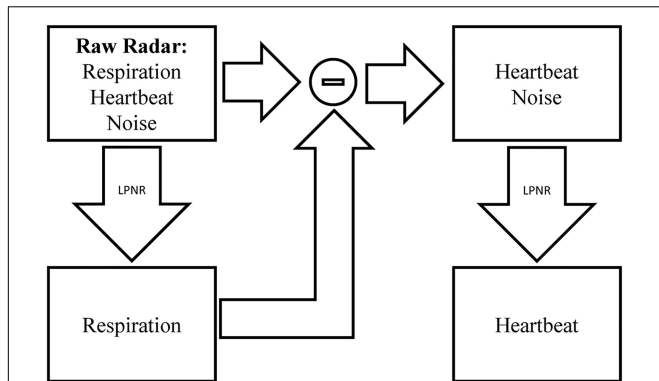 Raw Radar:
Respiration
Heartbeat
Noise
Heartbeat
Noise
LPNR
LPNR
Respiration
Heartbeat